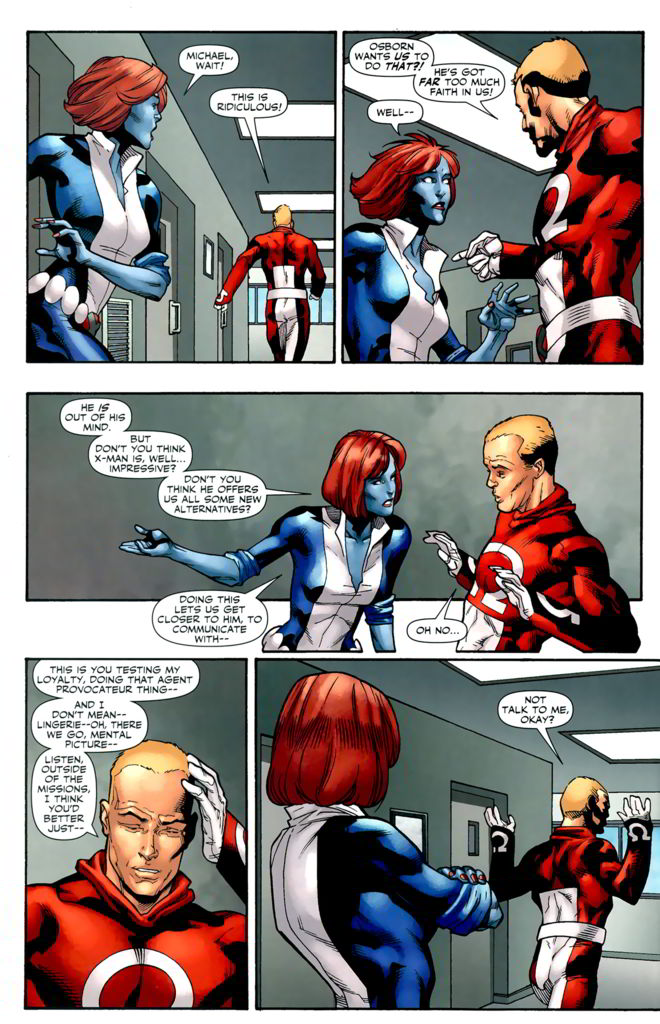 MICHAEL,
WAIT!
THIS IS
RIDICULOUS!
OSBORN
WANTS US TO
DO THAT?!
HE'S GOT
FAR TOO MUCH
FAITH IN US!
WELL--
HE IS
OUT OF HIS
MIND.
BUT
DON'T YOU THINK
X-MAN IS, WELL...
IMPRESSIVE?
DON'T YOU
THINK HE OFFERS
US ALL SOME NEW
ALTERNATIVES?
DOING THIS
LETS US GET
CLOSER TO HIM, TO
COMMUNICATE
WITH--
OH NO...
THIS IS YOU TESTING MY
LOYALTY, DOING THAT AGENT
PROVOCATEUR THING--
AND I
DON'T MEAN--
LINGERIE--OH, THERE
WE GO, MENTAL
PICTURE--
LISTEN,
OUTSIDE
OF THE
MISSIONS,
I THINK
YOU'D
BETTER
JUST--
NOT
TALK TO ME,
OKAY?